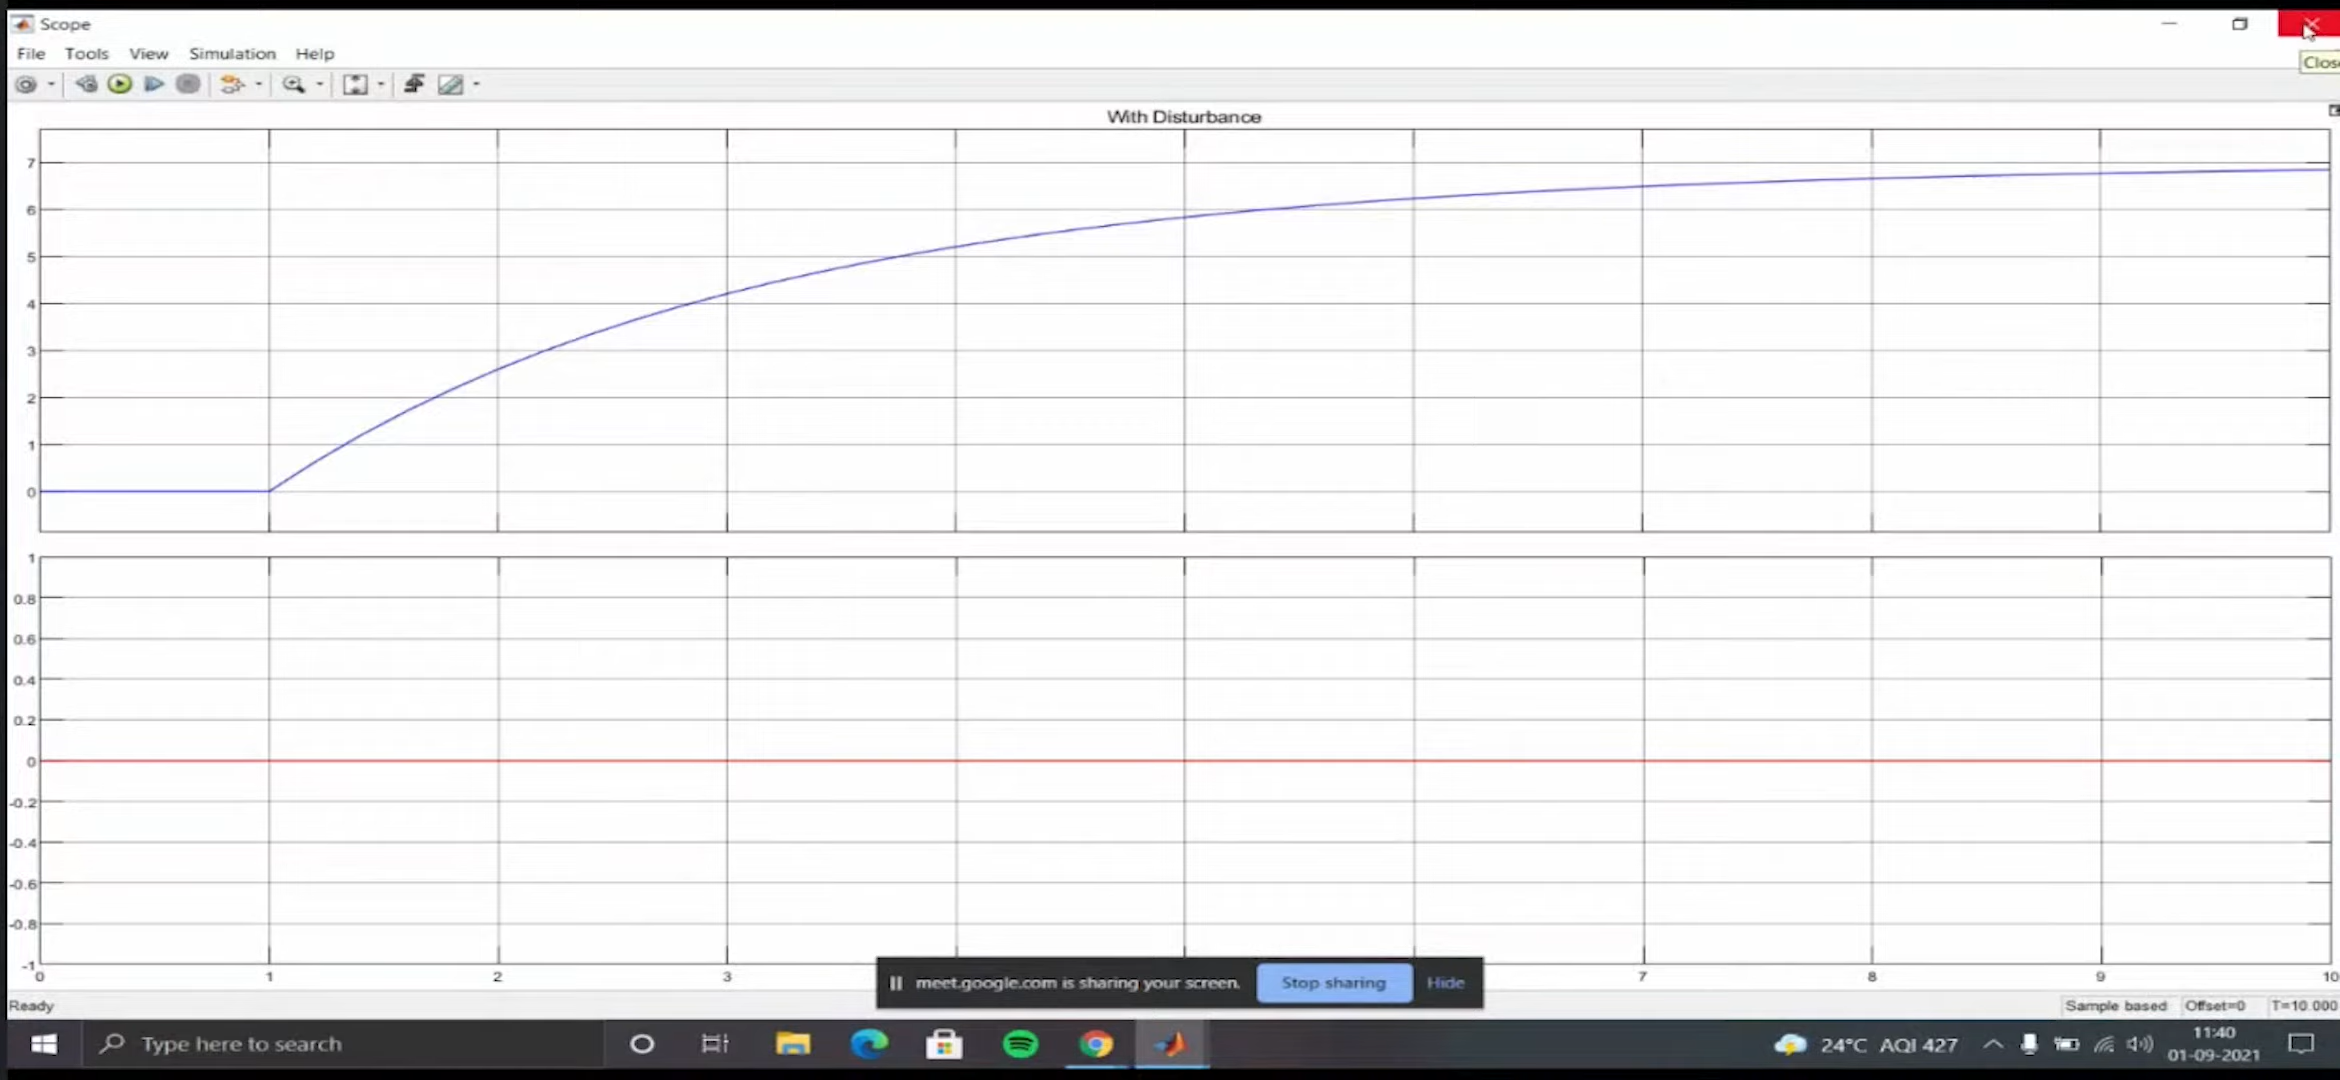 Scope
File Tools View Simulation Help
With Disturbance
7
6
5
4
3
2
1
0
1
0.8
0.6
0.4
0.2
0
-0.2
-0.4
-0.6
-0.8
-1
0 1 2 3 7 8 9 10
meet.google.com is sharing your screen. Stop sharing Hide
Ready Sample based Offset=0 T=10.000
Type here to search 24°C AQI 427 11:40
01-09-2021